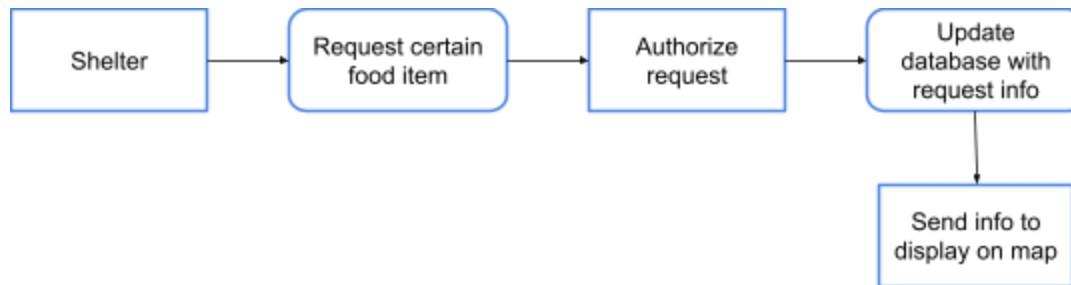 Shelter
Request certain
food item
Authorize
request
Update
database with
request info
Send info to
display on map